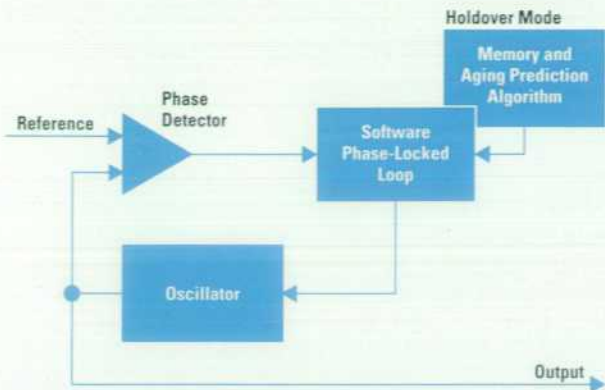 Holdover Mode
Memory and
Aging Prediction
Algorithm
Phase
Detector
Reference
Software
Phase-Locked
Loop
Oscillator
Output